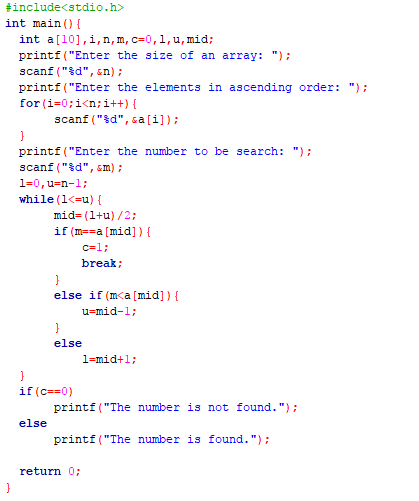 #include<stdio.h>
int main(){
  int a[10],i,n,m,c=0,l,u,mid;
  printf("Enter the size of an array: ");
  scanf("%d",&n);
  printf("Enter the elements in ascending order: ");
  for(i=0;i<n;i++){
       scanf("%d",&a[i]);
  }
  printf("Enter the number to be search: ");
  scanf("%d",&m);
  l=0,u=n-1;
  while(l<=u){
       mid=(l+u)/2;
       if(m==a[mid]){
           c=1;
           break;
       }
       else if(m<a[mid]){
           u=mid-1;
       }
       else
           l=mid+1;
  }
  if(c==0)
       printf("The number is not found.");
  else
       printf("The number is found.");
  return 0;
}